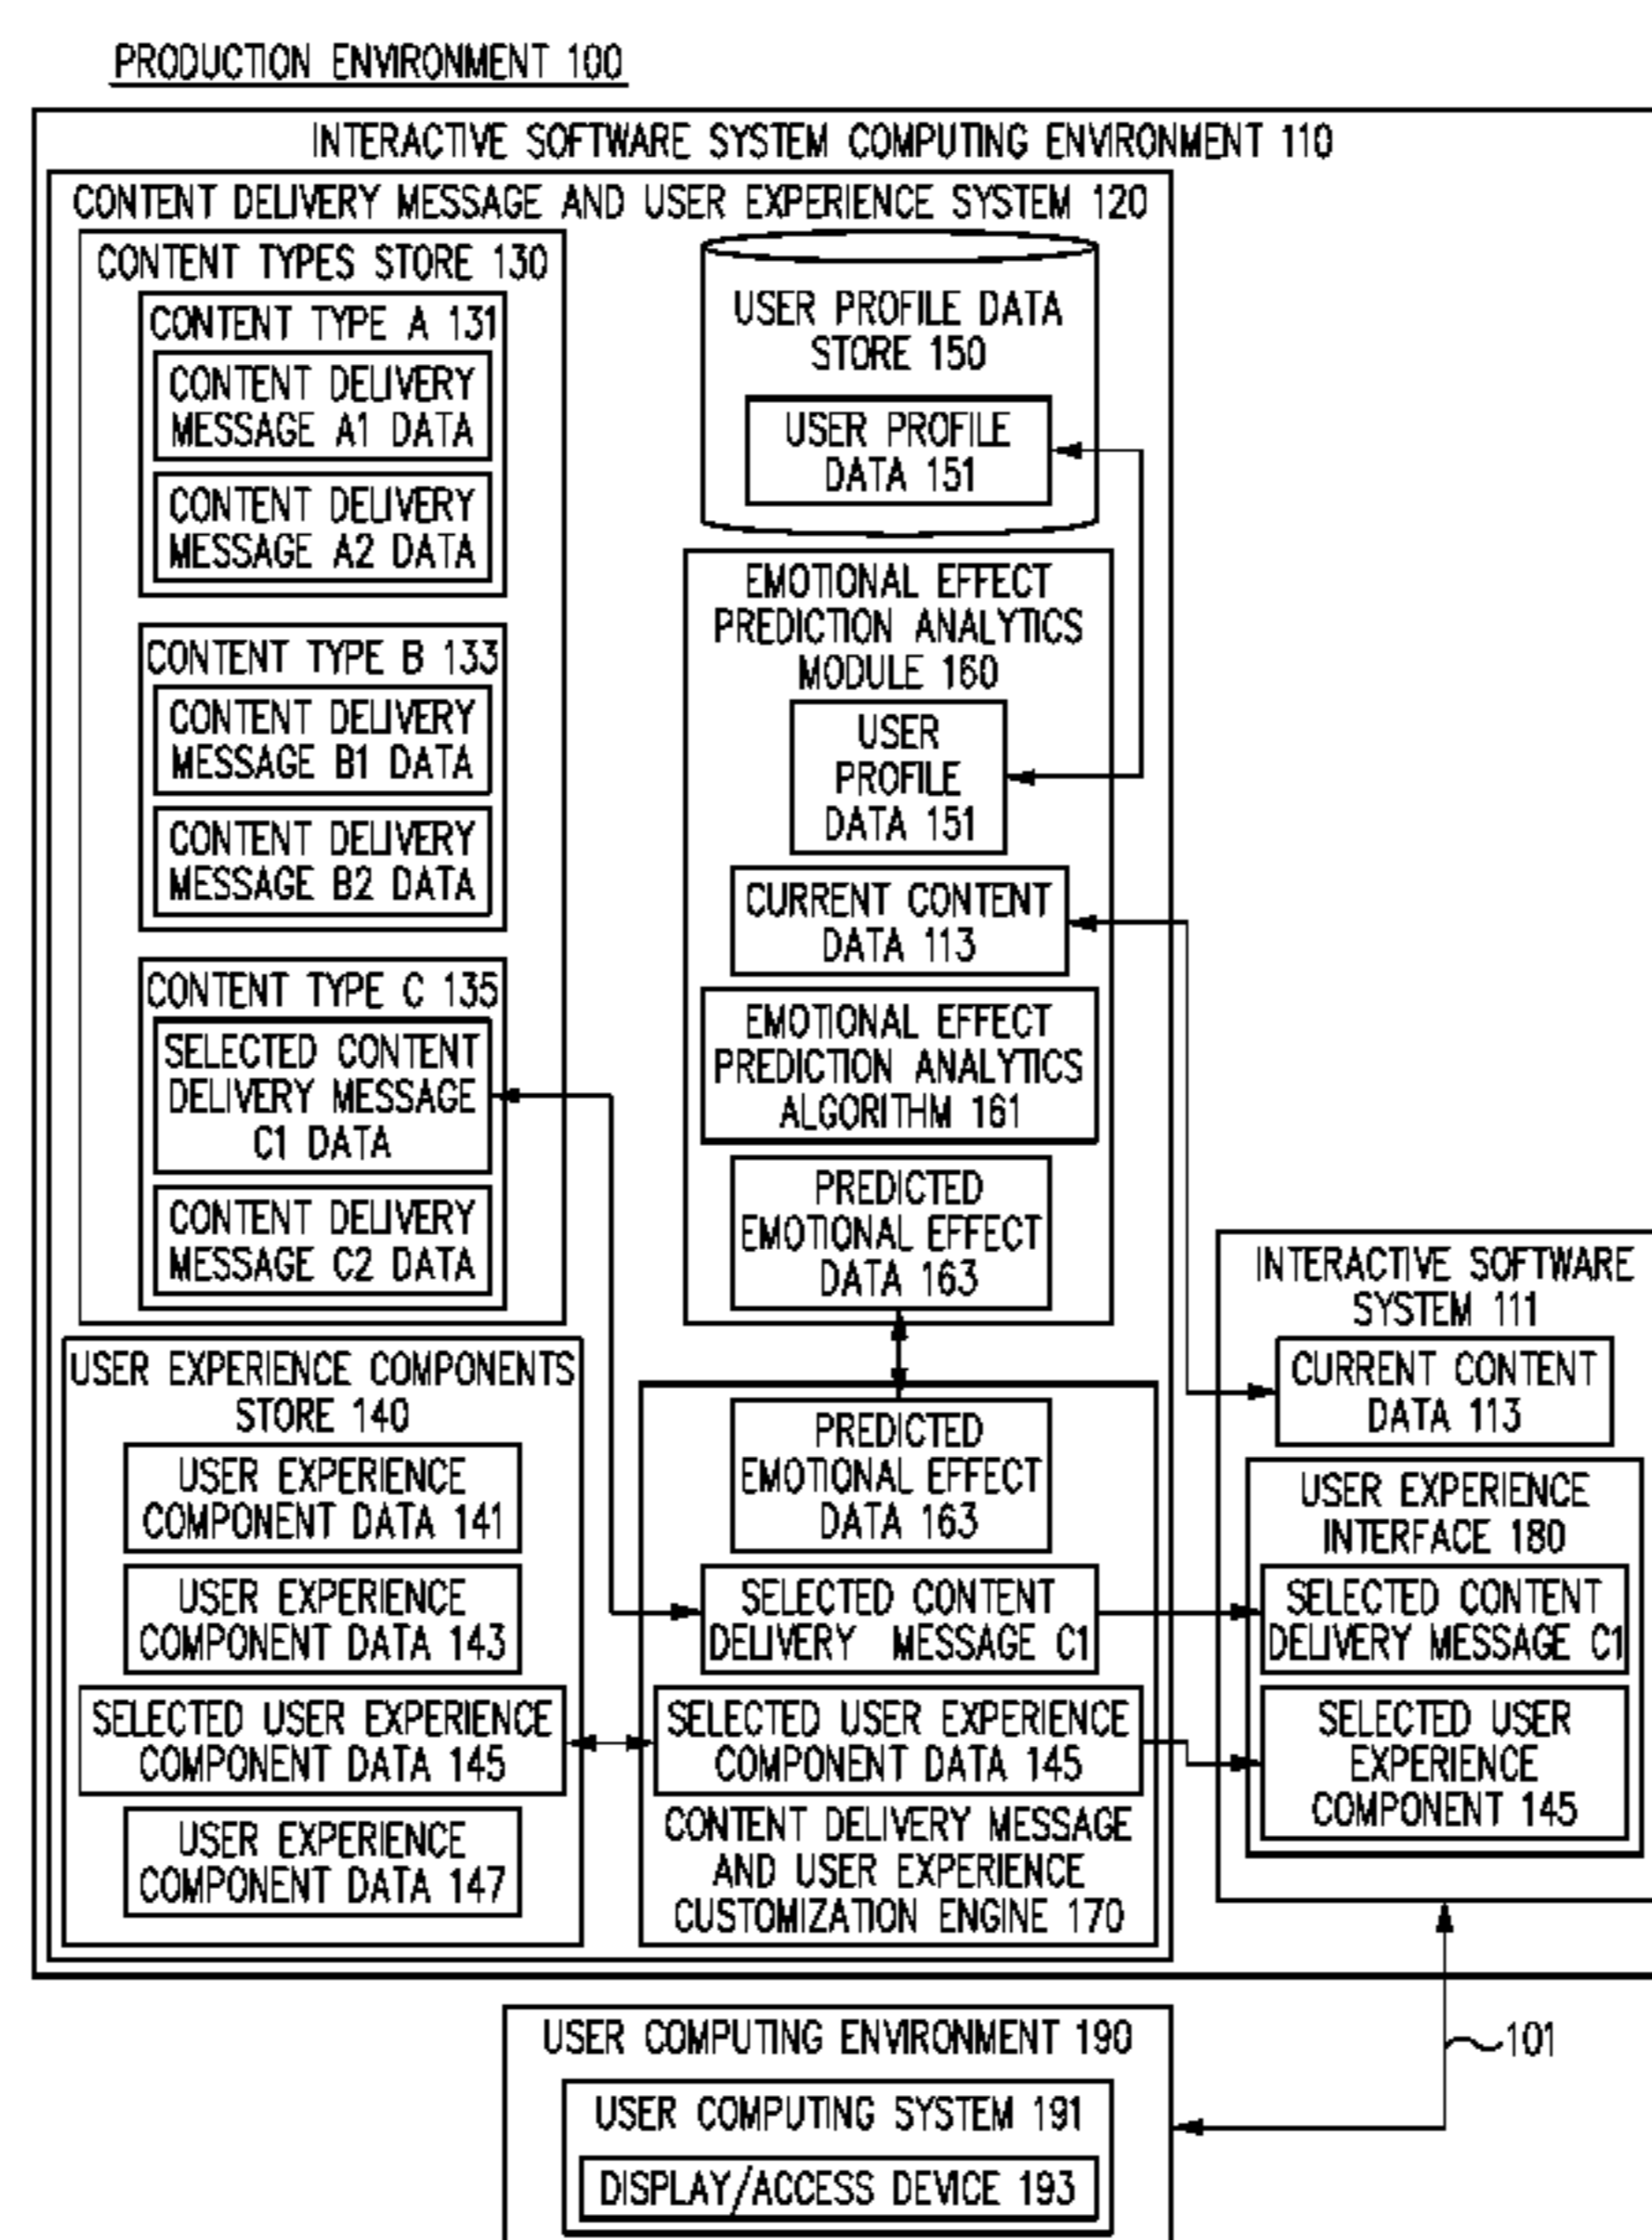 PRODUCTION ENVIRONMENT 100
INTERACTIVE SOFTWARE SYSTEM COMPUTING ENVIRONMENT 110
CONTENT DELIVERY MESSAGE AND USER EXPERIENCE SYSTEM 120
CONTENT TYPES STORE 130
CONTENT TYPE A 131
CONTENT DELIVERY
MESSAGE A1 DATA
CONTENT DELIVERY
MESSAGE A2 DATA
CONTENT TYPE B 133
CONTENT DELIVERY
MESSAGE B1 DATA
CONTENT DELIVERY
MESSAGE B2 DATA
CONTENT TYPE C 135
SELECTED CONTENT
DELIVERY MESSAGE
C1 DATA
CONTENT DELIVERY
MESSAGE C2 DATA
USER EXPERIENCE COMPONENTS
STORE 140
USER EXPERIENCE
COMPONENT DATA 141
USER EXPERIENCE
COMPONENT DATA 143
SELECTED USER EXPERIENCE
COMPONENT DATA 145
USER EXPERIENCE
COMPONENT DATA 147
USER PROFILE DATA
STORE 150
USER PROFILE
DATA 151
EMOTIONAL EFFECT
PREDICTION ANALYTICS
MODULE 160
USER
PROFILE
DATA 151
CURRENT CONTENT
DATA 113
EMOTIONAL EFFECT
PREDICTION ANALYTICS
ALGORITHM 161
PREDICTED
EMOTIONAL EFFECT
DATA 163
PREDICTED
EMOTIONAL EFFECT
DATA 163
SELECTED CONTENT
DELIVERY MESSAGE C1
SELECTED USER EXPERIENCE
COMPONENT DATA 145
CONTENT DELIVERY MESSAGE
AND USER EXPERIENCE
CUSTOMIZATION ENGINE 170
INTERACTIVE SOFTWARE
SYSTEM 111
CURRENT CONTENT
DATA 113
USER EXPERIENCE
INTERFACE 180
SELECTED CONTENT
DELIVERY MESSAGE C1
SELECTED USER
EXPERIENCE
COMPONENT 145
101
USER COMPUTING ENVIRONMENT 190
USER COMPUTING SYSTEM 191
DISPLAY/ACCESS DEVICE 193